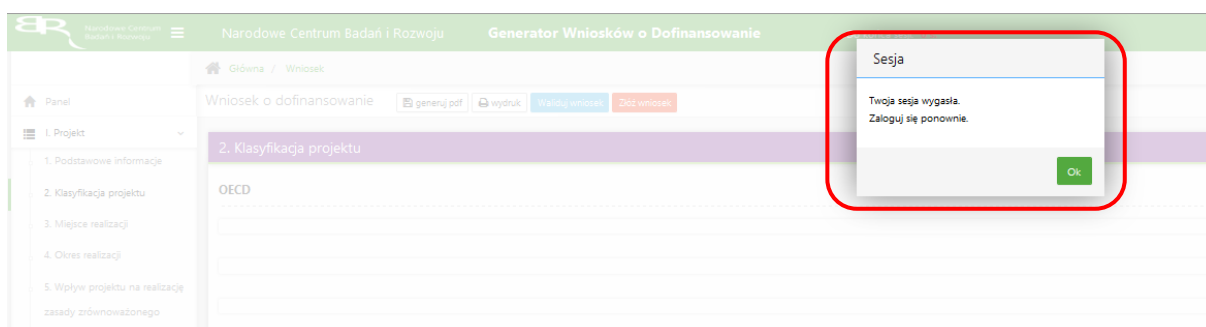 Narodowe Centrum
Badań i Rozwoju
Narodowe Centrum Badań i Rozwoju
Generator Wniosków o Dofinansowanie
Główna / Wniosek
Panel
Wniosek o dofinansowanie
generuj pdf
wydruk
Waliduj wniosek
Złóż wniosek
I. Projekt
1. Podstawowe informacje
2. Klasyfikacja projektu
3. Miejsce realizacji
4. Okres realizacji
5. Wpływ projektu na realizację
zasady zrównoważonego
2. Klasyfikacja projektu
OECD
Sesja
Twoja sesja wygasła.
Zaloguj się ponownie.
Ok